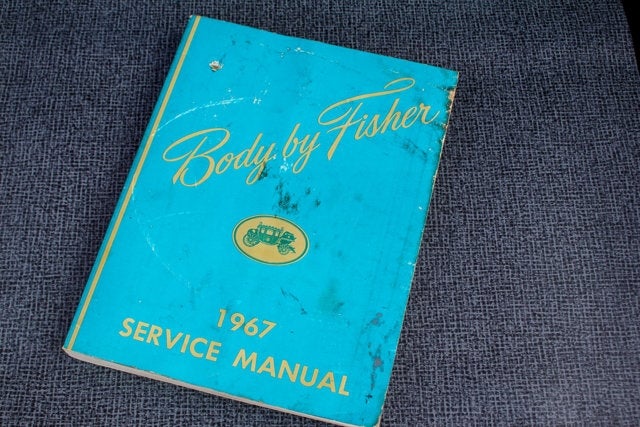 Body by Fisher
1967
SERVICE MANUAL